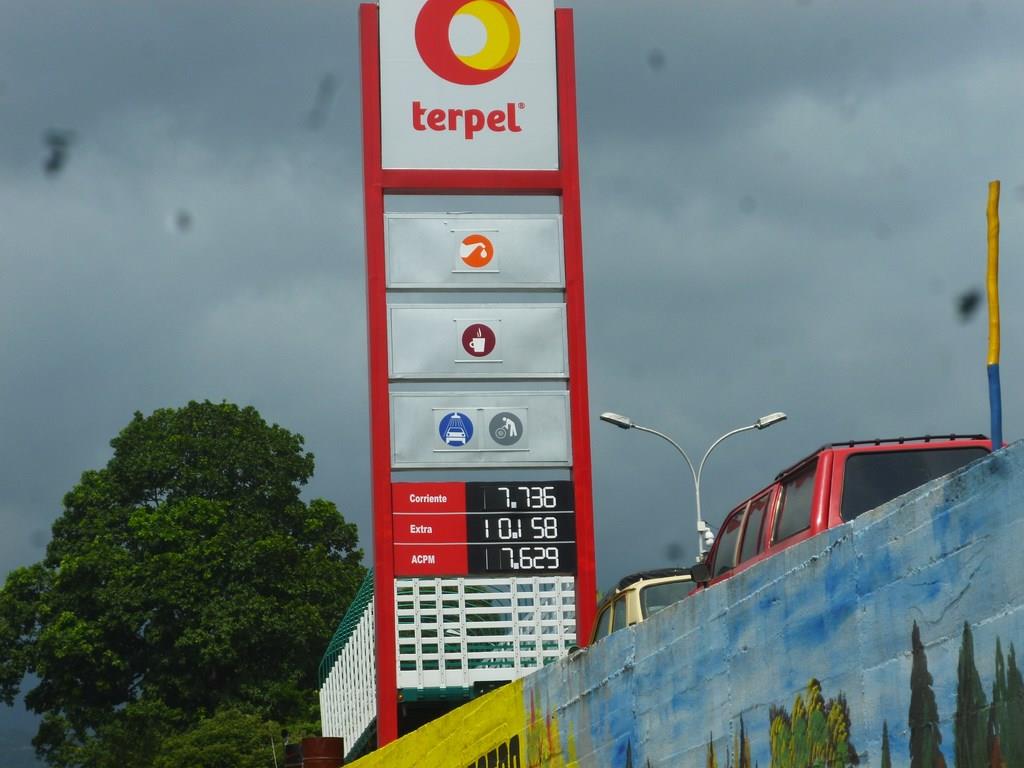 terpel®
Corriente 7.736
Extra 10.158
ACPM 7.629